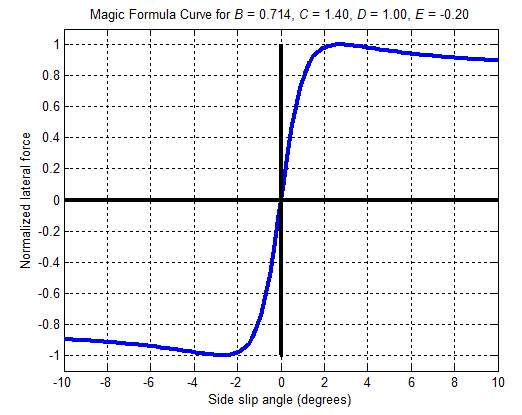 Magic Formula Curve for B = 0.714, C = 1.40, D = 1.00, E = -0.20
1
0.8
0.6
0.4
0.2
0
-0.2
-0.4
-0.6
-0.8
-1
Normalized lateral force
-10 -8 -6 -4 -2 0 2 4 6 8 10
Side slip angle (degrees)